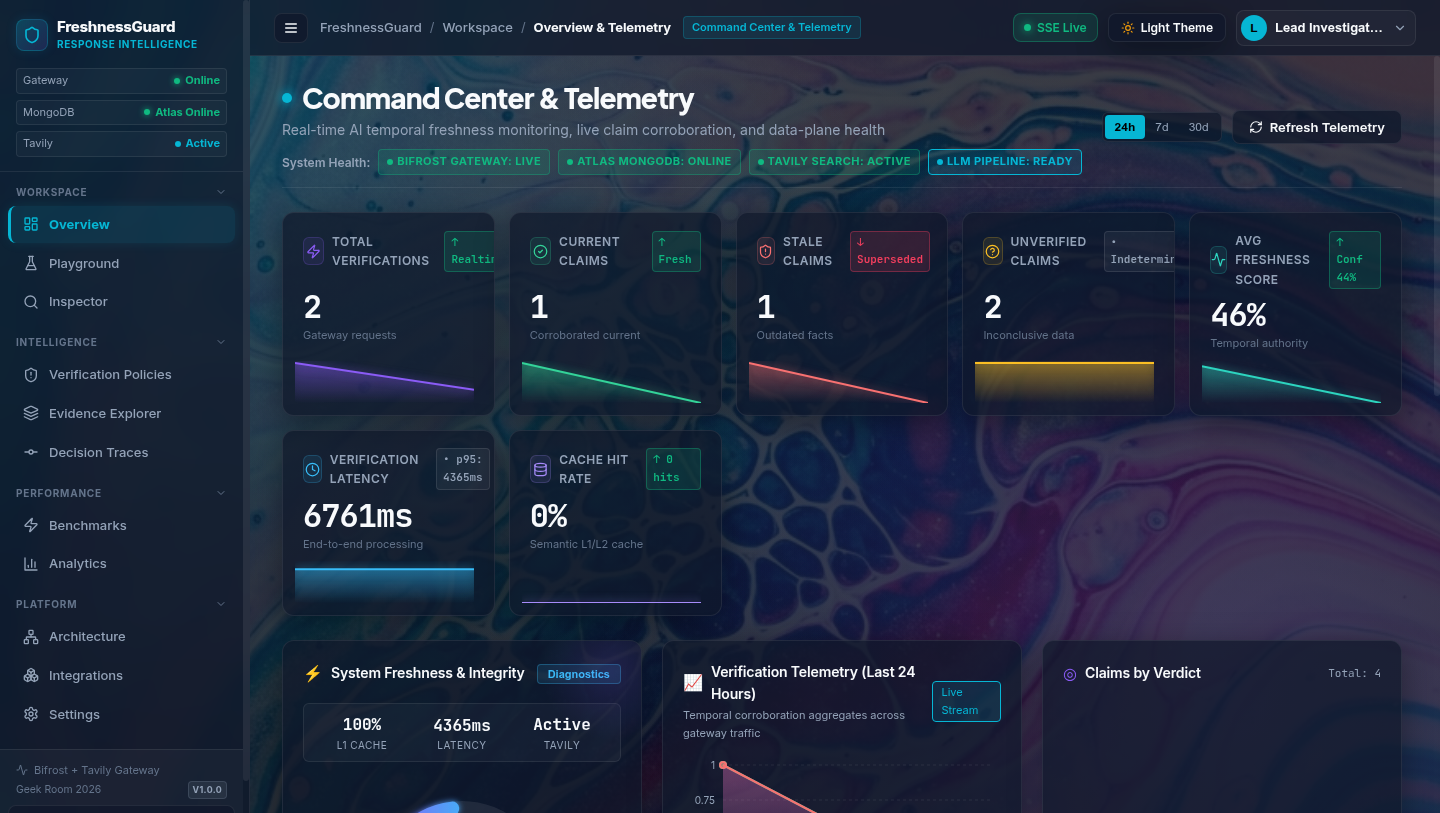 FreshnessGuard
RESPONSE INTELLIGENCE
Gateway
Online
MongoDB
Atlas Online
Tavily
Active
WORKSPACE
Overview
Playground
Inspector
INTELLIGENCE
Verification Policies
Evidence Explorer
Decision Traces
PERFORMANCE
Benchmarks
Analytics
PLATFORM
Architecture
Integrations
Settings
Bifrost + Tavily Gateway
Geek Room 2026
V1.0.0
FreshnessGuard / Workspace / Overview & Telemetry
Command Center & Telemetry
SSE Live
Light Theme
L
Lead Investigat...
Command Center & Telemetry
Real-time AI temporal freshness monitoring, live claim corroboration, and data-plane health
System Health:
BIFROST GATEWAY: LIVE
ATLAS MONGODB: ONLINE
TAVILY SEARCH: ACTIVE
LLM PIPELINE: READY
24h
7d
30d
Refresh Telemetry
TOTAL
VERIFICATIONS
↑
Realtim
2
Gateway requests
CURRENT
CLAIMS
↑
Fresh
1
Corroborated current
STALE
CLAIMS
↓
Superseded
1
Outdated facts
UNVERIFIED
CLAIMS
•
Indetermin
2
Inconclusive data
AVG
FRESHNESS
SCORE
↑
Conf
44%
46%
Temporal authority
VERIFICATION
LATENCY
• p95:
4365ms
6761ms
End-to-end processing
CACHE HIT
RATE
↑ 0
hits
0%
Semantic L1/L2 cache
⚡ System Freshness & Integrity
Diagnostics
100%
L1 CACHE
4365ms
LATENCY
Active
TAVILY
📈 Verification Telemetry (Last 24
Hours)
Temporal corroboration aggregates across
gateway traffic
Live
Stream
1
0.75
◎ Claims by Verdict
Total: 4